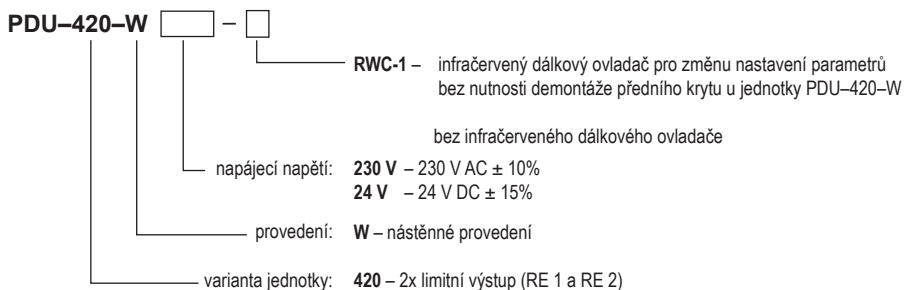 PDU–420–W –
RWC-1 – infračervený dálkový ovladač pro změnu nastavení parametrů
bez nutnosti demontáže předního krytu u jednotky PDU–420–W
bez infračerveného dálkového ovladače
napájecí napětí: 230 V – 230 V AC ± 10%
24 V – 24 V DC ± 15%
provedení: W – nástěnné provedení
varianta jednotky: 420 – 2x limitní výstup (RE 1 a RE 2)